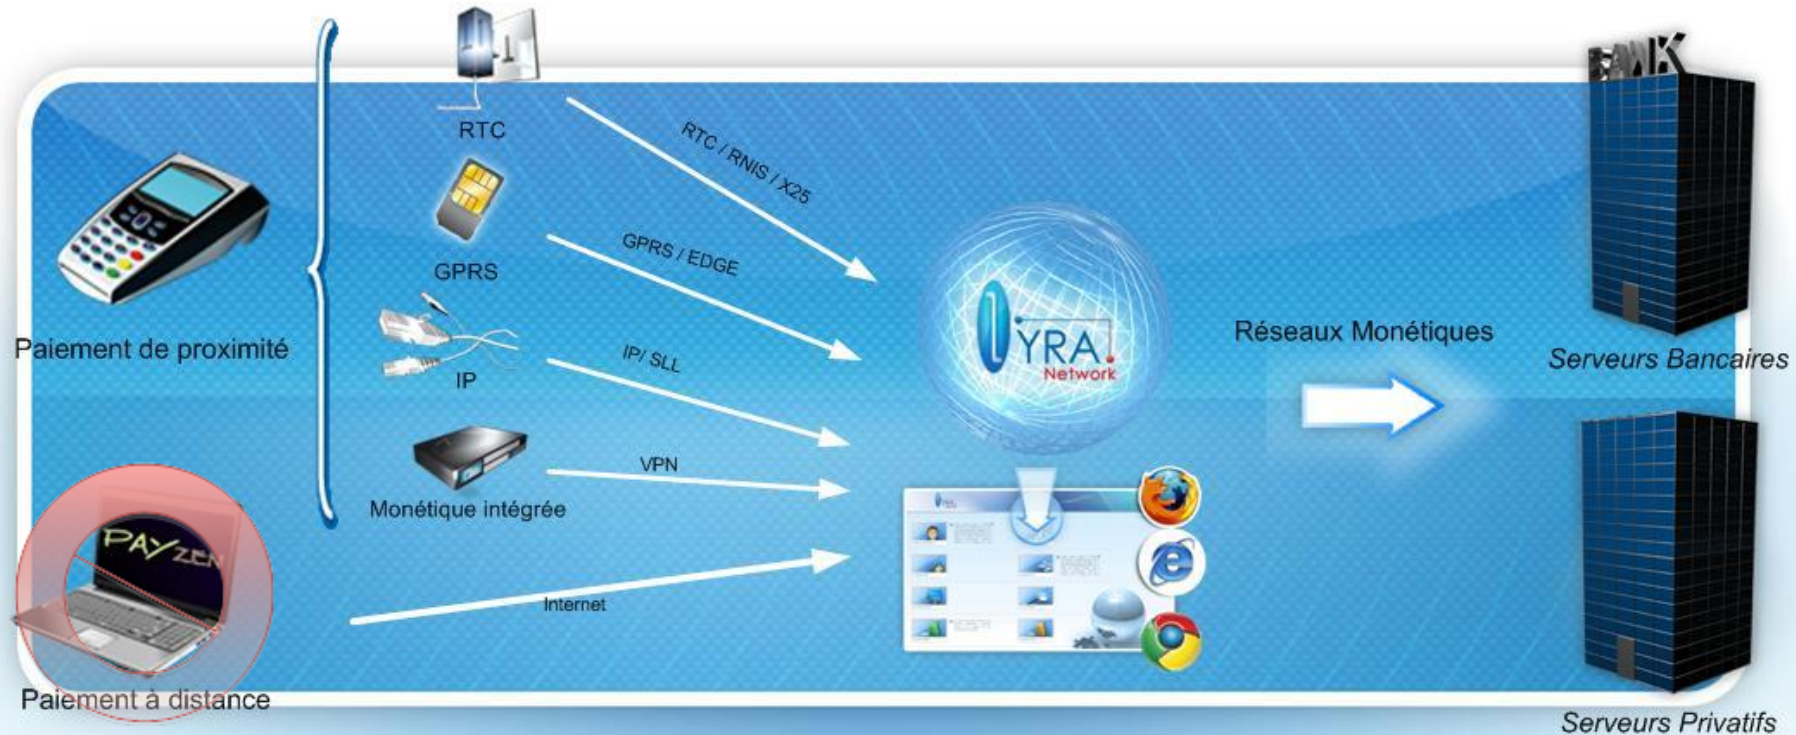 BANK
RTC
RTC / RNIS / X25
GPRS
GPRS / EDGE
YRA
Network
Paiement de proximité
Réseaux Monétiques
Serveurs Bancaires
IP
IP/ SLL
VPN
Monétique intégrée
PAYZEN
Internet
Paiement à distance
Serveurs Privatifs